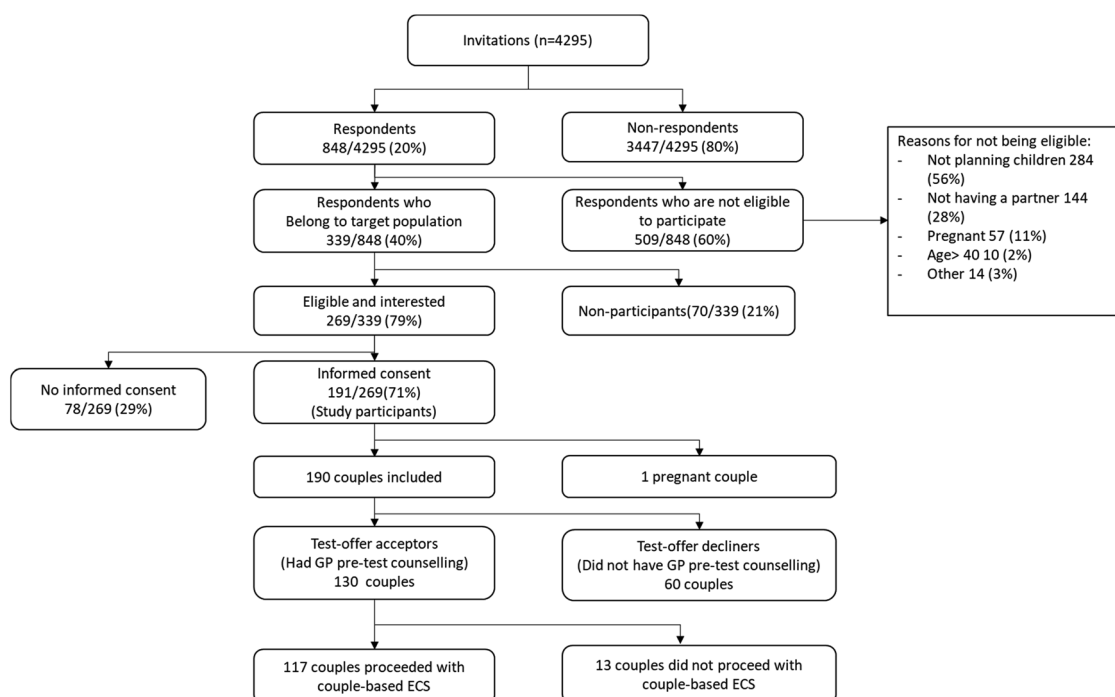 Invitations (n=4295)
Respondents
848/4295 (20%)
Non-respondents
3447/4295 (80%)
Reasons for not being eligible:
- Not planning children 284
(56%)
- Not having a partner 144
(28%)
- Pregnant 57 (11%)
- Age> 40 10 (2%)
- Other 14 (3%)
Respondents who
Belong to target population
339/848 (40%)
Respondents who are not eligible
to participate
509/848 (60%)
Eligible and interested
269/339 (79%)
Non-participants(70/339 (21%)
No informed consent
78/269 (29%)
Informed consent
191/269(71%)
(Study participants)
190 couples included
1 pregnant couple
Test-offer acceptors
(Had GP pre-test counselling)
130 couples
Test-offer decliners
(Did not have GP pre-test counselling)
60 couples
117 couples proceeded with
couple-based ECS
13 couples did not proceed with
couple-based ECS